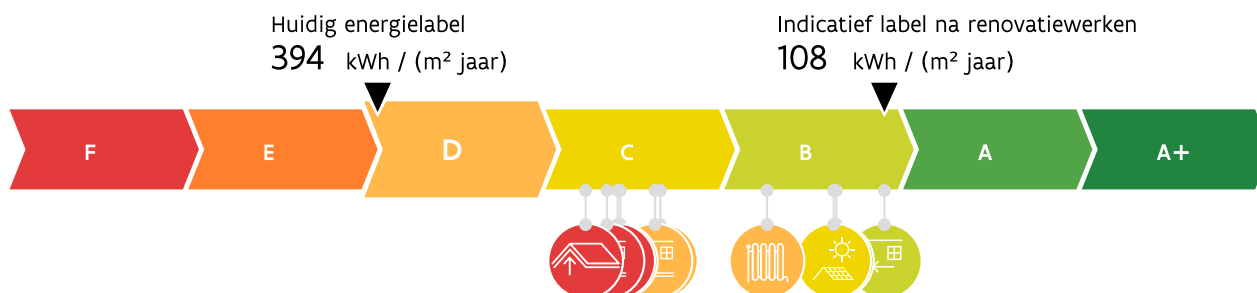 Huidig energielabel
394 kWh / (m² jaar)
Indicatief label na renovatiewerken
108 kWh / (m² jaar)
F E D C B A A+